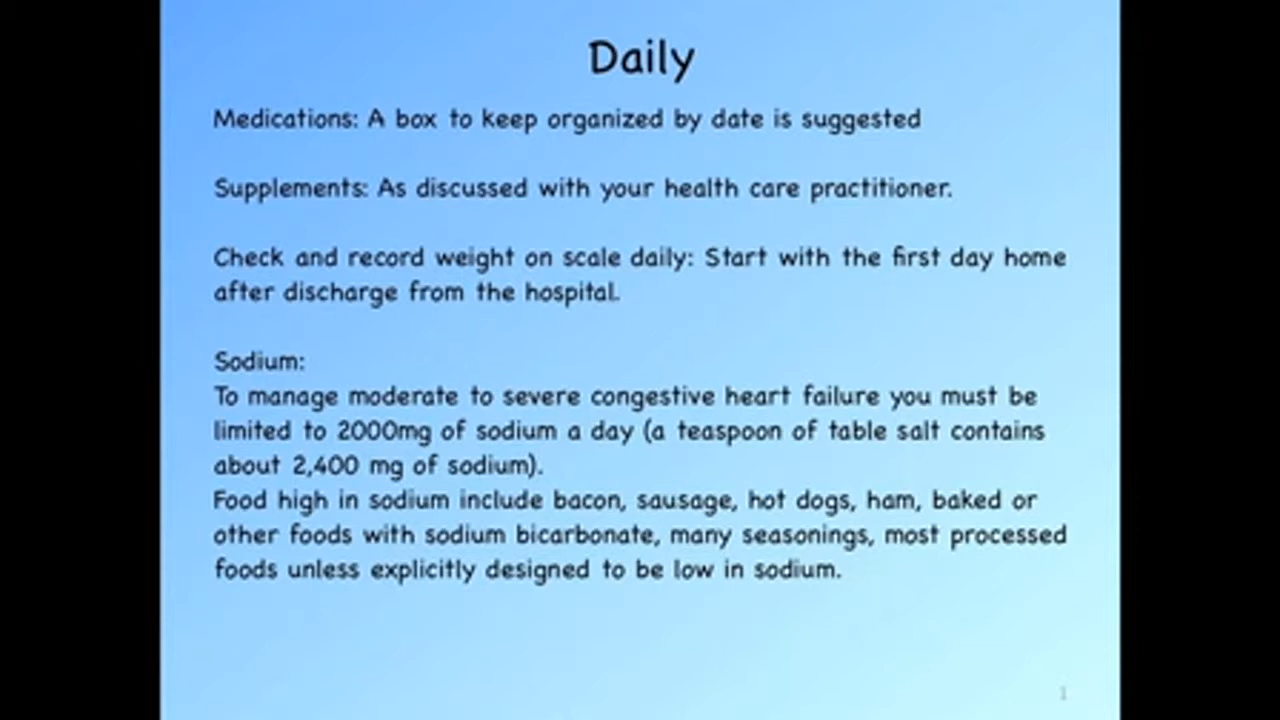 Daily
Medications: A box to keep organized by date is suggested
Supplements: As discussed with your health care practitioner.
Check and record weight on scale daily: Start with the first day home
after discharge from the hospital.
Sodium:
To manage moderate to severe congestive heart failure you must be
limited to 2000mg of sodium a day (a teaspoon of table salt contains
about 2,400 mg of sodium).
Food high in sodium include bacon, sausage, hot dogs, ham, baked or
other foods with sodium bicarbonate, many seasonings, most processed
foods unless explicitly designed to be low in sodium.
1